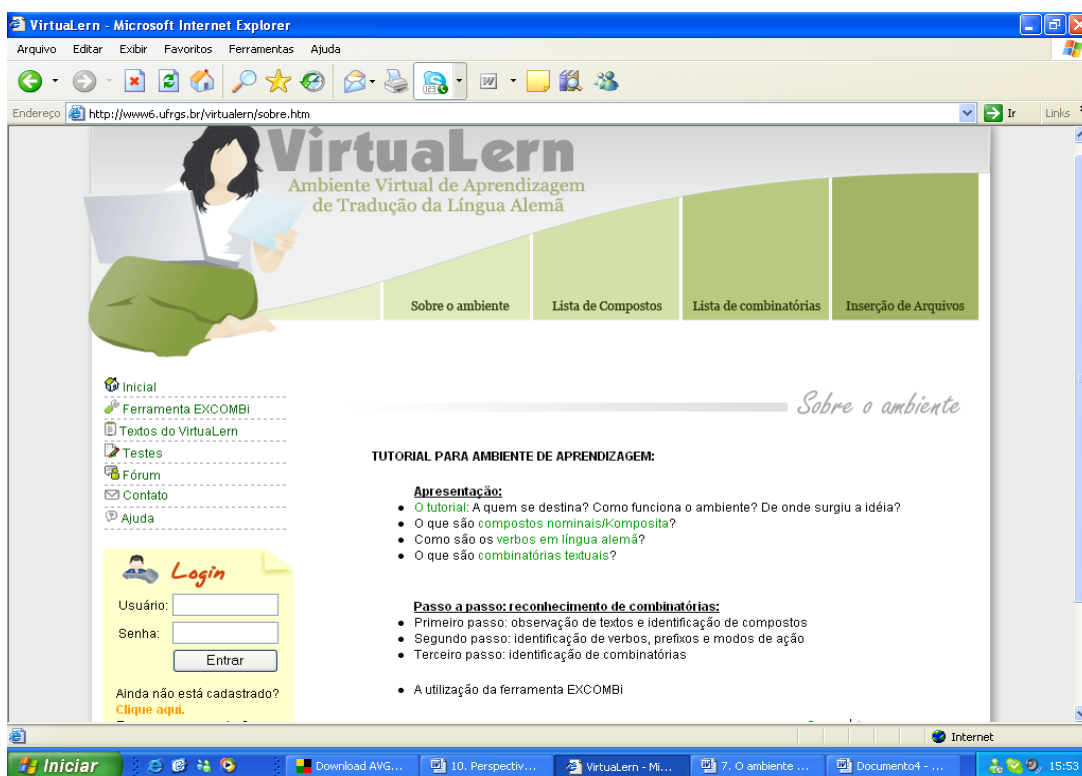 VirtuaLern - Microsoft Internet Explorer
Arquivo Editar Exibir Favoritos Ferramentas Ajuda
Endereço http://www6.ufrgs.br/virtualern/sobre.htm Ir Links
VirtuaLern
Ambiente Virtual de Aprendizagem
de Tradução da Língua Alemã
Sobre o ambiente Lista de Compostos Lista de combinatórias Inserção de Arquivos
Inicial
Ferramenta EXCOMBi
Textos do VirtuaLern
Testes
Fórum
Contato
Ajuda
Login
Usuário:
Senha:
Entrar
Ainda não está cadastrado?
Clique aqui.
Sobre o ambiente
TUTORIAL PARA AMBIENTE DE APRENDIZAGEM:
Apresentação:
O tutorial: A quem se destina? Como funciona o ambiente? De onde surgiu a idéia?
O que são compostos nominais/Komposita?
Como são os verbos em língua alemã?
O que são combinatórias textuais?
Passo a passo: reconhecimento de combinatórias:
Primeiro passo: observação de textos e identificação de compostos
Segundo passo: identificação de verbos, prefixos e modos de ação
Terceiro passo: identificação de combinatórias
A utilização da ferramenta EXCOMBi
Internet
Iniciar Download AVG... 10. Perspectiv... VirtuaLern - Mi... 7. O ambiente ... Documento4 - ... 15:53